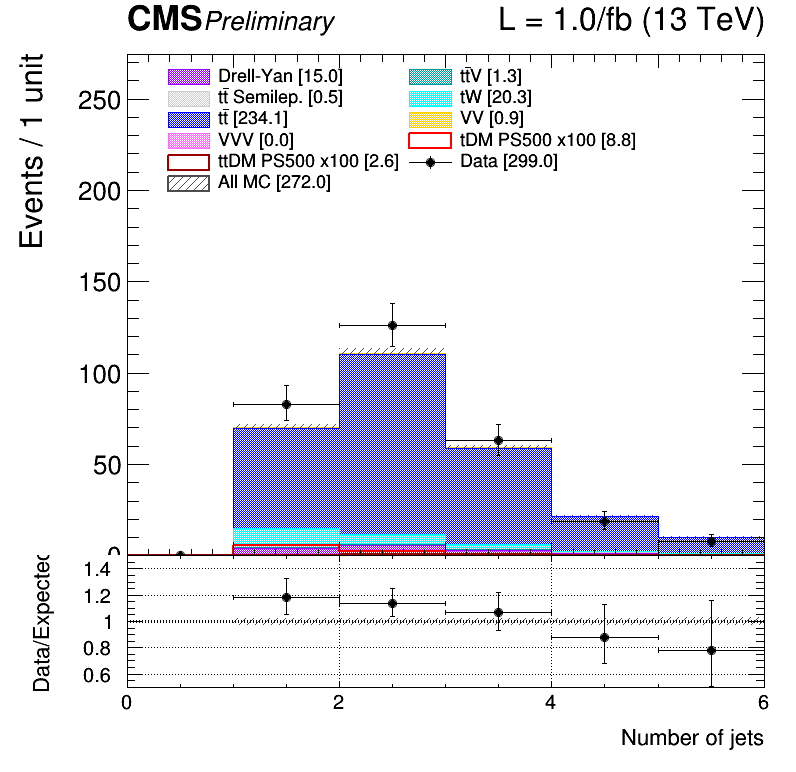 CMS Preliminary L = 1.0/fb (13 TeV)
Events / 1 unit
Drell-Yan [15.0] tt̄V [1.3]
tt̄ Semilep. [0.5] tW [20.3]
tt̄ [234.1] VV [0.9]
VVV [0.0] tDM PS500 x100 [8.8]
ttDM PS500 x100 [2.6] Data [299.0]
All MC [272.0]
250
200
150
100
50
0
Data/Expected
1.4
1.2
1
0.8
0.6
0 2 4 6
Number of jets